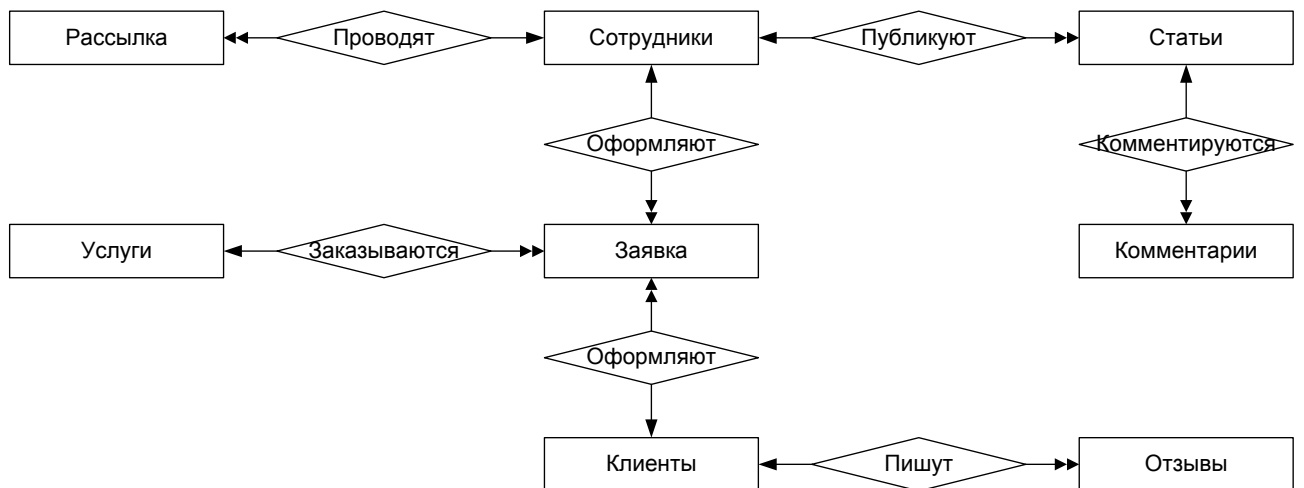 Рассылка
Проводят
Сотрудники
Публикуют
Статьи
Оформляют
Комментируются
Услуги
Заказываются
Заявка
Комментарии
Оформляют
Клиенты
Пишут
Отзывы